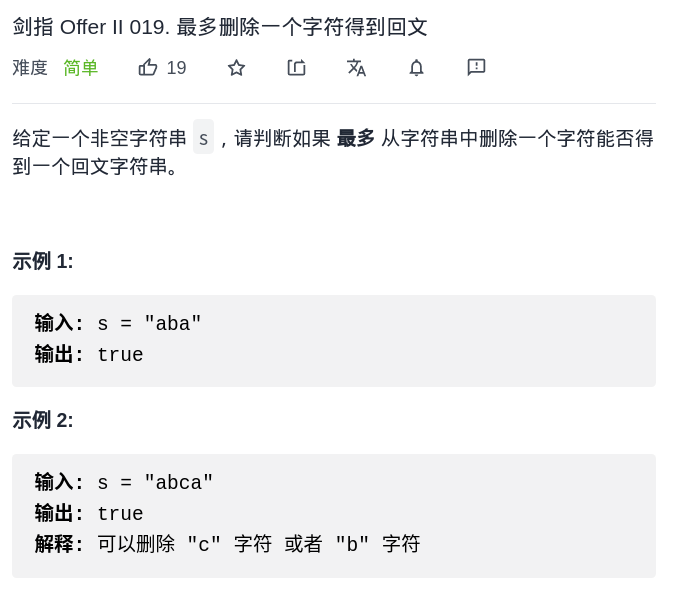 剑指 Offer II 019. 最多删除一个字符得到回文
难度 简单 19
给定一个非空字符串 s , 请判断如果 最多 从字符串中删除一个字符能否得
到一个回文字符串。
示例 1:
输入: s = "aba"
输出: true
示例 2:
输入: s = "abca"
输出: true
解释: 可以删除 "c" 字符 或者 "b" 字符